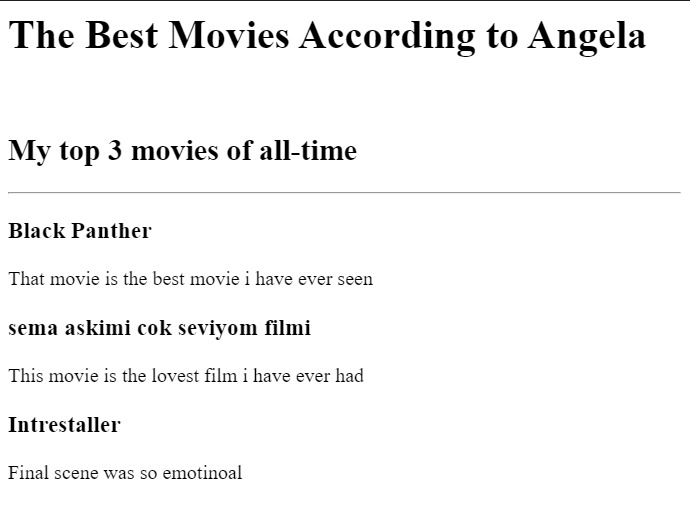 The Best Movies According to Angela
My top 3 movies of all-time
Black Panther
That movie is the best movie i have ever seen
sema askimi cok seviyom filmi
This movie is the lovest film i have ever had
Intrestaller
Final scene was so emotinoal